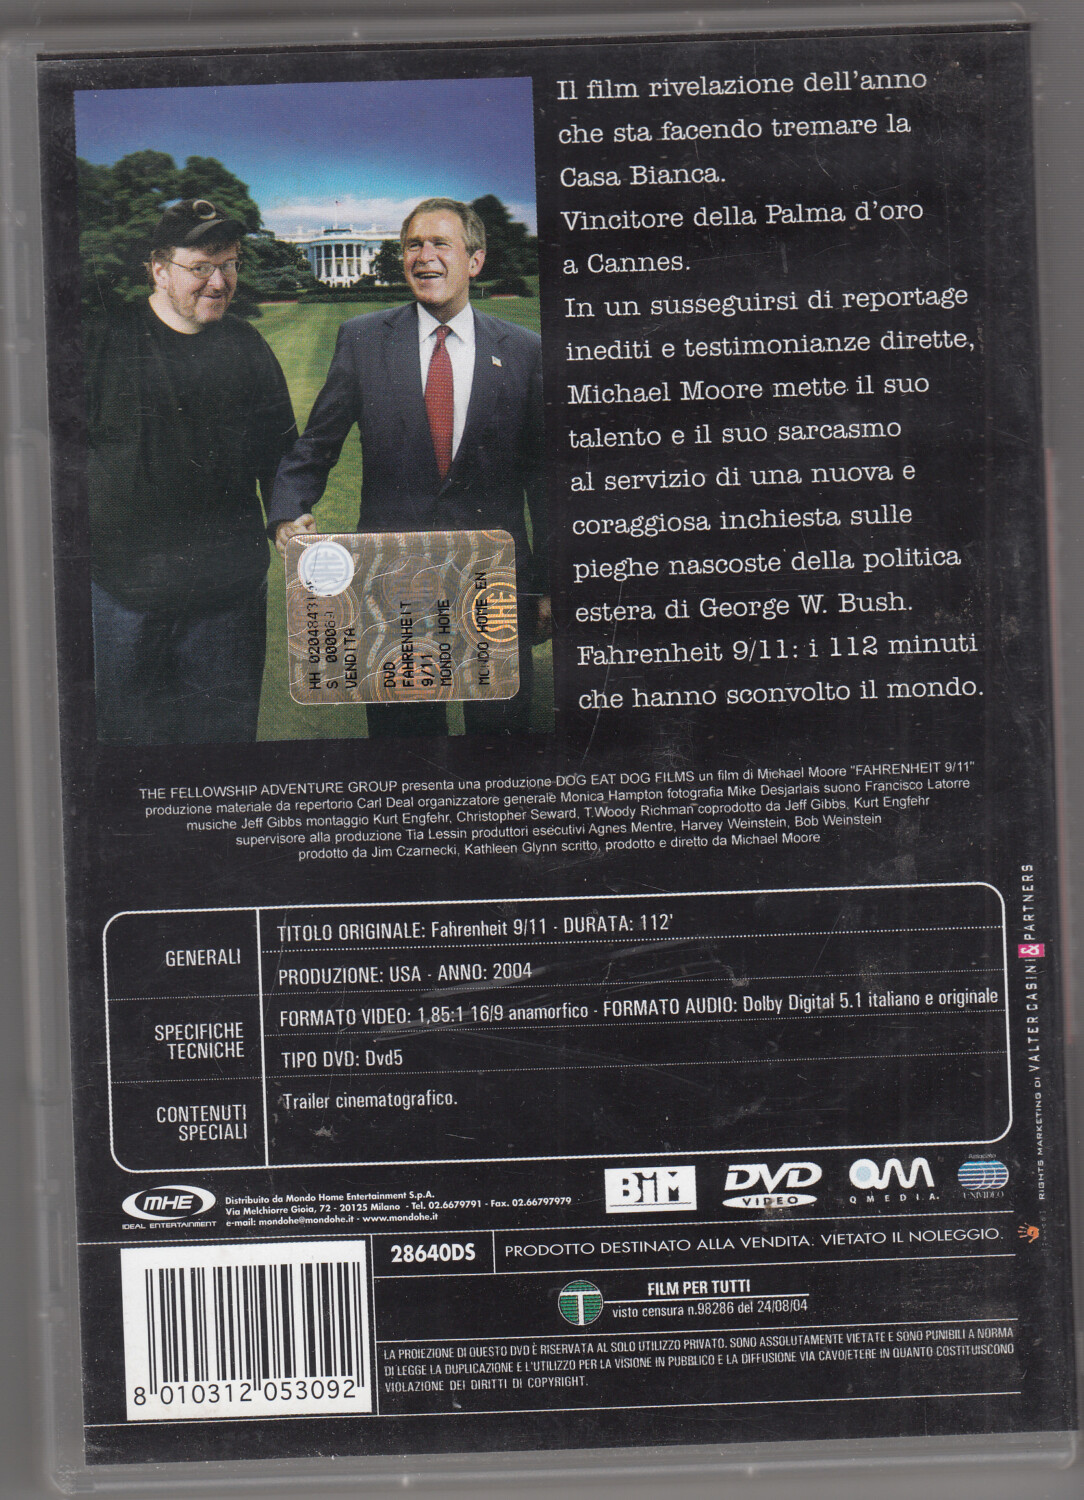 Il film rivelazione dell'anno
che sta facendo tremare la
Casa Bianca.
Vincitore della Palma d'oro
a Cannes.
In un susseguirsi di reportage
inediti e testimonianze dirette,
Michael Moore mette il suo
talento e il suo sarcasmo
al servizio di una nuova e
coraggiosa inchiesta sulle
pieghe nascoste della politica
estera di George W. Bush.
Fahrenheit 9/11: i 112 minuti
che hanno sconvolto il mondo.
VENDITA
DVD
FAHRENHEIT
9/11
MONDO HOME
THE FELLOWSHIP ADVENTURE GROUP presenta una produzione DOG EAT DOG FILMS un film di Michael Moore "FAHRENHEIT 9/11"
produzione materiale da repertorio Carl Deal organizzatore generale Monica Hampton fotografia Mike Desjarlais suono Francisco Latorre
musiche Jeff Gibbs montaggio Kurt Engfehr, Christopher Seward, T.Woody Richman coprodotto da Jeff Gibbs, Kurt Engfehr
supervisore alla produzione Tia Lessin produttori esecutivi Agnes Mentre, Harvey Weinstein, Bob Weinstein
prodotto da Jim Czarnecki, Kathleen Glynn scritto, prodotto e diretto da Michael Moore
GENERALI
TITOLO ORIGINALE: Fahrenheit 9/11 - DURATA: 112'
PRODUZIONE: USA - ANNO: 2004
SPECIFICHE
TECNICHE
FORMATO VIDEO: 1,85:1 16/9 anamorfico - FORMATO AUDIO: Dolby Digital 5.1 italiano e originale
TIPO DVD: Dvd5
CONTENUTI
SPECIALI
Trailer cinematografico.
RIGHTS MARKETING DI VALTER CASINI & PARTNERS
MHE
IDEAL ENTERTAINMENT
Distribuito da Mondo Home Entertainment S.p.A.
Via Melchiorre Gioia, 72 - 20125 Milano - Tel. 02.6679791 - Fax. 02.66797979
e-mail: mondohe@mondohe.it - www.mondohe.it
BiM
DVD
VIDEO
QM
QMEDIA.
UNIVIDEO
28640DS
PRODOTTO DESTINATO ALLA VENDITA. VIETATO IL NOLEGGIO.
T
FILM PER TUTTI
visto censura n.98286 del 24/08/04
LA PROIEZIONE DI QUESTO DVD È RISERVATA AL SOLO UTILIZZO PRIVATO. SONO ASSOLUTAMENTE VIETATE E SONO PUNIBILI A NORMA
DI LEGGE LA DUPLICAZIONE E L'UTILIZZO PER LA VISIONE IN PUBBLICO E LA DIFFUSIONE VIA CAVO/ETERE IN QUANTO COSTITUISCONO
VIOLAZIONE DEI DIRITTI DI COPYRIGHT.
8 010312 053092